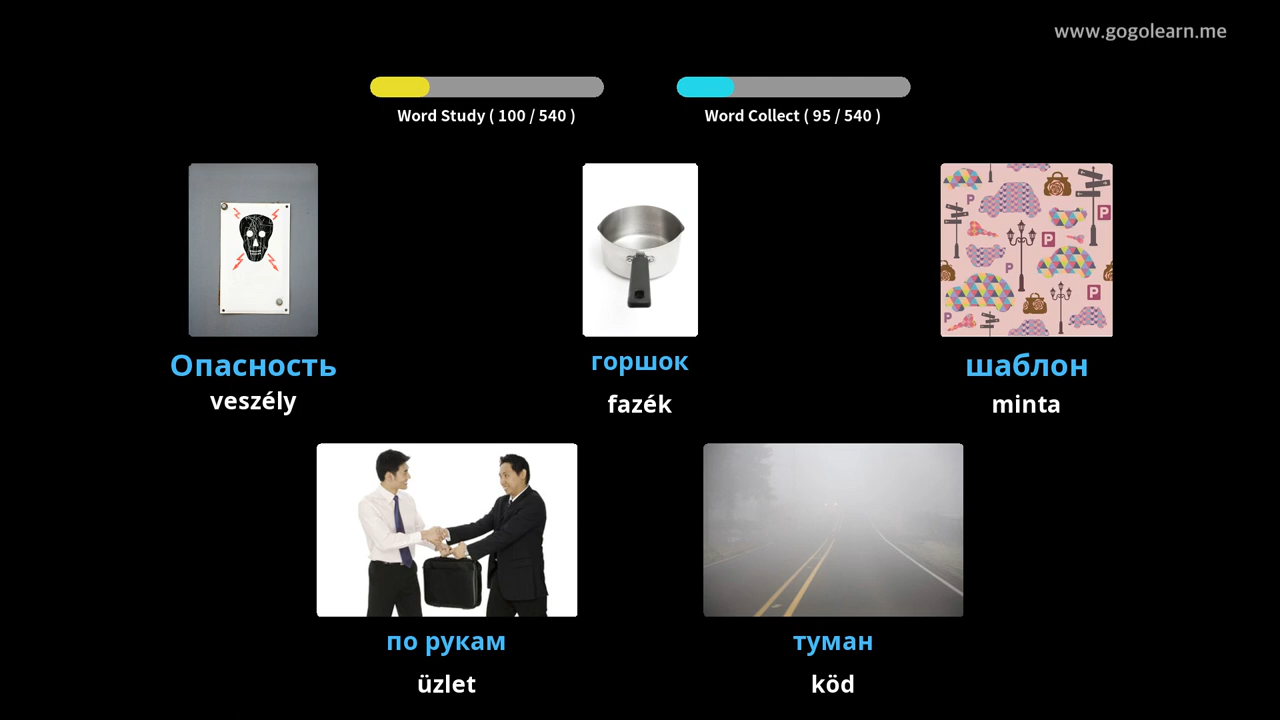 www.gogolearn.me
Word Study ( 100 / 540 )
Word Collect ( 95 / 540 )
Опасность
veszély
горшок
fazék
шаблон
minta
по рукам
üzlet
туман
köd